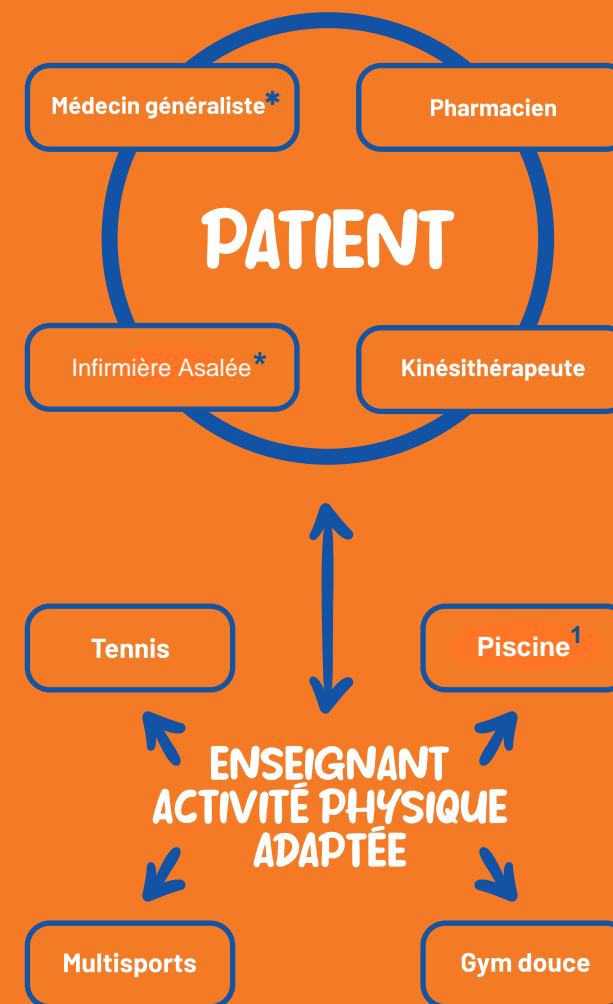 Médecin généraliste*
Pharmacien
PATIENT
Infirmière Asalée*
Kinésithérapeute
Tennis
Piscine1
ENSEIGNANT
ACTIVITÉ PHYSIQUE
ADAPTÉE
Multisports
Gym douce